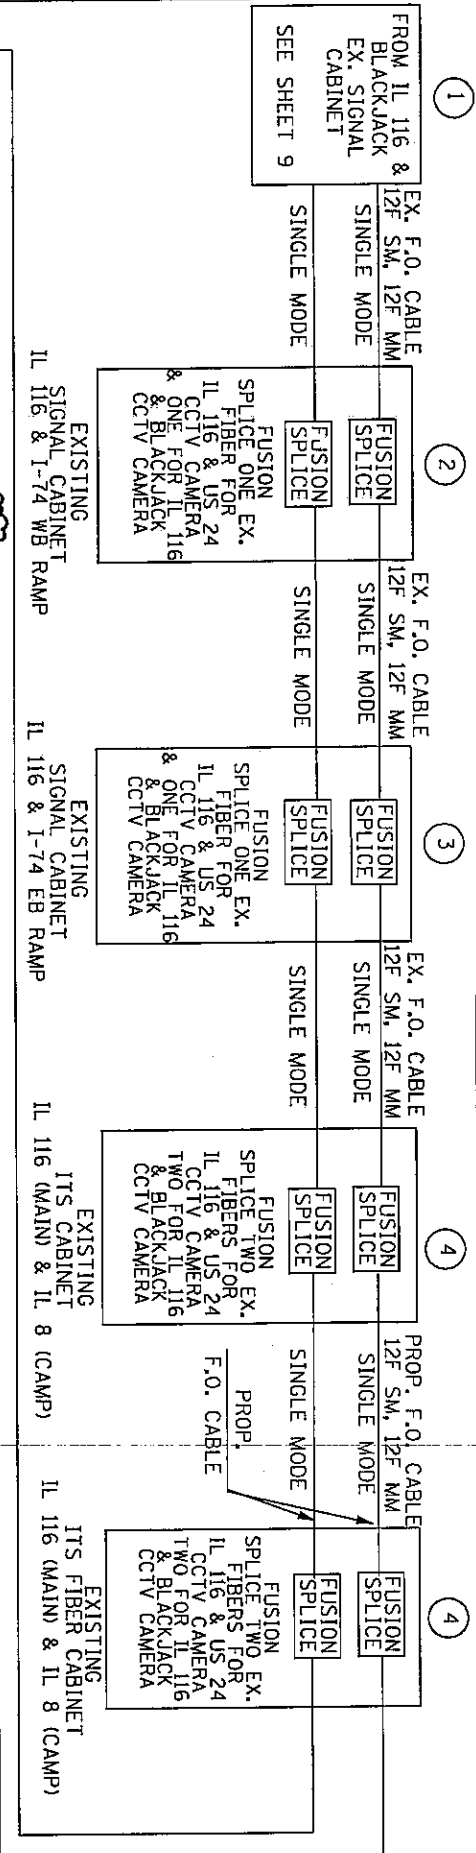 1
FROM IL 116 &
BLACKJACK
EX. SIGNAL
CABINET
SEE SHEET 9
EX. F.O. CABLE
12F SM, 12F MM
SINGLE MODE
SINGLE MODE
2
FUSION
SPLICE
FUSION
SPLICE
FUSION
SPLICE ONE EX.
FIBER FOR
IL 116 & US 24
CCTV CAMERA
& ONE FOR IL 116
& BLACKJACK
CCTV CAMERA
EXISTING
SIGNAL CABINET
IL 116 & I-74 WB RAMP
EX. F.O. CABLE
12F SM, 12F MM
SINGLE MODE
SINGLE MODE
3
FUSION
SPLICE
FUSION
SPLICE
FUSION
SPLICE ONE EX.
FIBER FOR
IL 116 & US 24
CCTV CAMERA
& ONE FOR IL 116
& BLACKJACK
CCTV CAMERA
EXISTING
SIGNAL CABINET
IL 116 & I-74 EB RAMP
EX. F.O. CABLE
12F SM, 12F MM
SINGLE MODE
SINGLE MODE
4
FUSION
SPLICE
FUSION
SPLICE
FUSION
SPLICE TWO EX.
FIBERS FOR
IL 116 & US 24
CCTV CAMERA
TWO FOR IL 116
& BLACKJACK
CCTV CAMERA
EXISTING
ITS CABINET
IL 116 (MAIN) & IL 8 (CAMP)
PROP. F.O. CABLE
12F SM, 12F MM
SINGLE MODE
SINGLE MODE
PROP.
F.O. CABLE
4
FUSION
SPLICE
FUSION
SPLICE
FUSION
SPLICE TWO EX.
FIBERS FOR
IL 116 & US 24
CCTV CAMERA
TWO FOR IL 116
& BLACKJACK
CCTV CAMERA
EXISTING
ITS FIBER CABINET
IL 116 (MAIN) & IL 8 (CAMP)